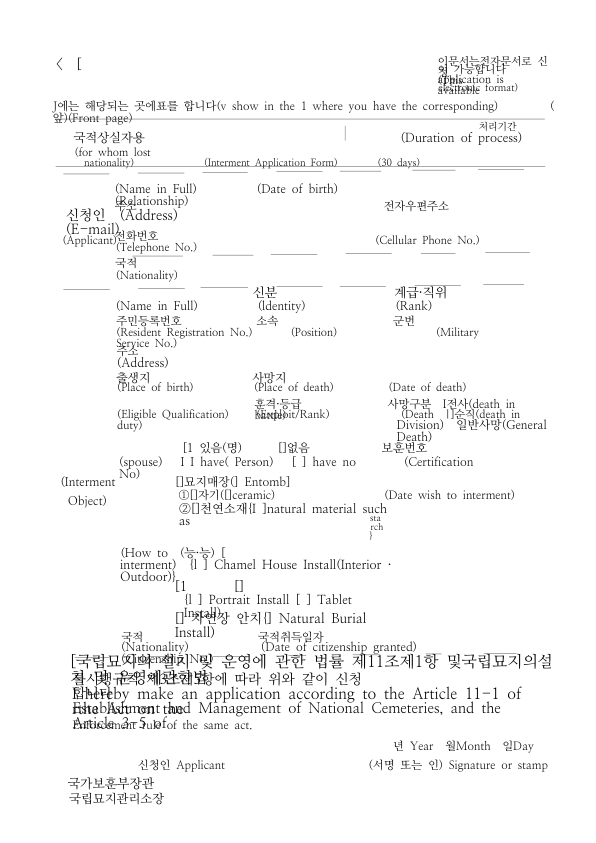 < [
이문서는전자문서로 신
청 가능합니다
(This
application is
available
electronic format)
J에는 해당되는 곳에표를 합니다(v show in the 1 where you have the corresponding) (
앞)(Front page)
국적상실자용
처리기간
(Duration of process)
(for whom lost
nationality) (Interment Application Form) (30 days)
(Name in Full) (Date of birth)
(Relationship)
주소 전자우편주소
신청인 (Address)
(E-mail)
(Applicant) 전화번호
(Cellular Phone No.)
(Telephone No.)
국적
(Nationality)
신분 계급·직위
(Name in Full) (Identity) (Rank)
주민등록번호 소속 군번
(Resident Registration No.) (Position) (Military
Service No.)
주소
(Address)
출생지 사망지
(Place of birth) (Place of death) (Date of death)
훈격·등급 사망구분 [전사(death in
(Eligible Qualification) (Exploit/Rank) (Death []순직(death in
duty) Division) 일반사망(General
Death)
[1 있음(명) []없음 보훈번호
(spouse) I I have( Person) [ ] have no (Certification
No)
(Interment []묘지매장(] Entomb]
Object) ①[]자기([]ceramic) (Date wish to interment)
②[]천연소재{I ]natural material such
as
sta
rch
}
(How to (능·능) [
interment) {l ] Chamel House Install(Interior ·
Outdoor)}
[1 []
{l ] Portrait Install [ ] Tablet
Install)
[] 자연장 안치{] Natural Burial
Install)
국적 국적취득일자
(Nationality) (Date of citizenship granted)
[국립묘지의 설치 및 운영에 관한 법률 제11조제1항 및국립묘지의설
치 및 운영에관한법
에 따라 위와 같이 신청
합니다
I hereby make an application according to the Article 11-1 of
the Act on the
Establishment and Management of National Cemeteries, and the
Article 3-5 of
Enforcement rule of the same act.
년 Year 월Month 일Day
신청인 Applicant (서명 또는 인) Signature or stamp
국가보훈부장관
국립묘지관리소장